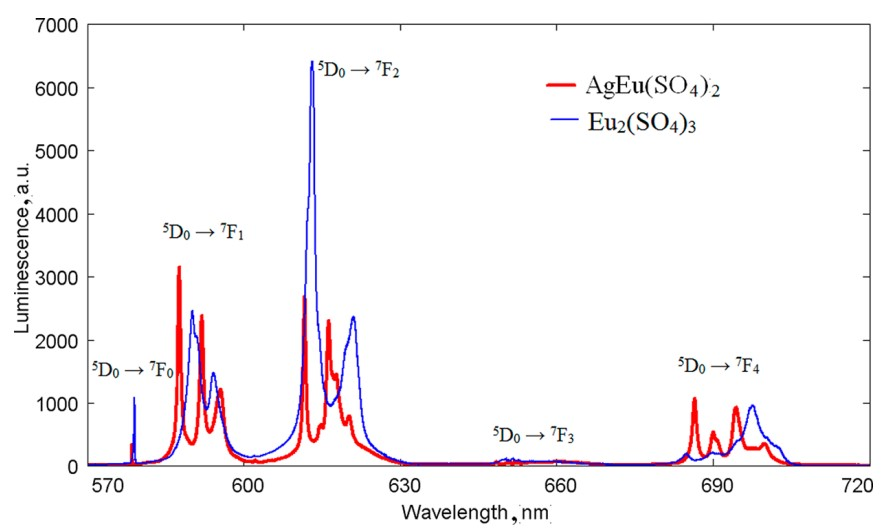 7000
6000
5000
4000
3000
2000
1000
0
Luminescence, a.u.
⁵D₀ → ⁷F₂
AgEu(SO₄)₂
Eu₂(SO₄)₃
⁵D₀ → ⁷F₁
⁵D₀ → ⁷F₀
⁵D₀ → ⁷F₄
⁵D₀ → ⁷F₃
570 600 630 660 690 720
Wavelength, nm